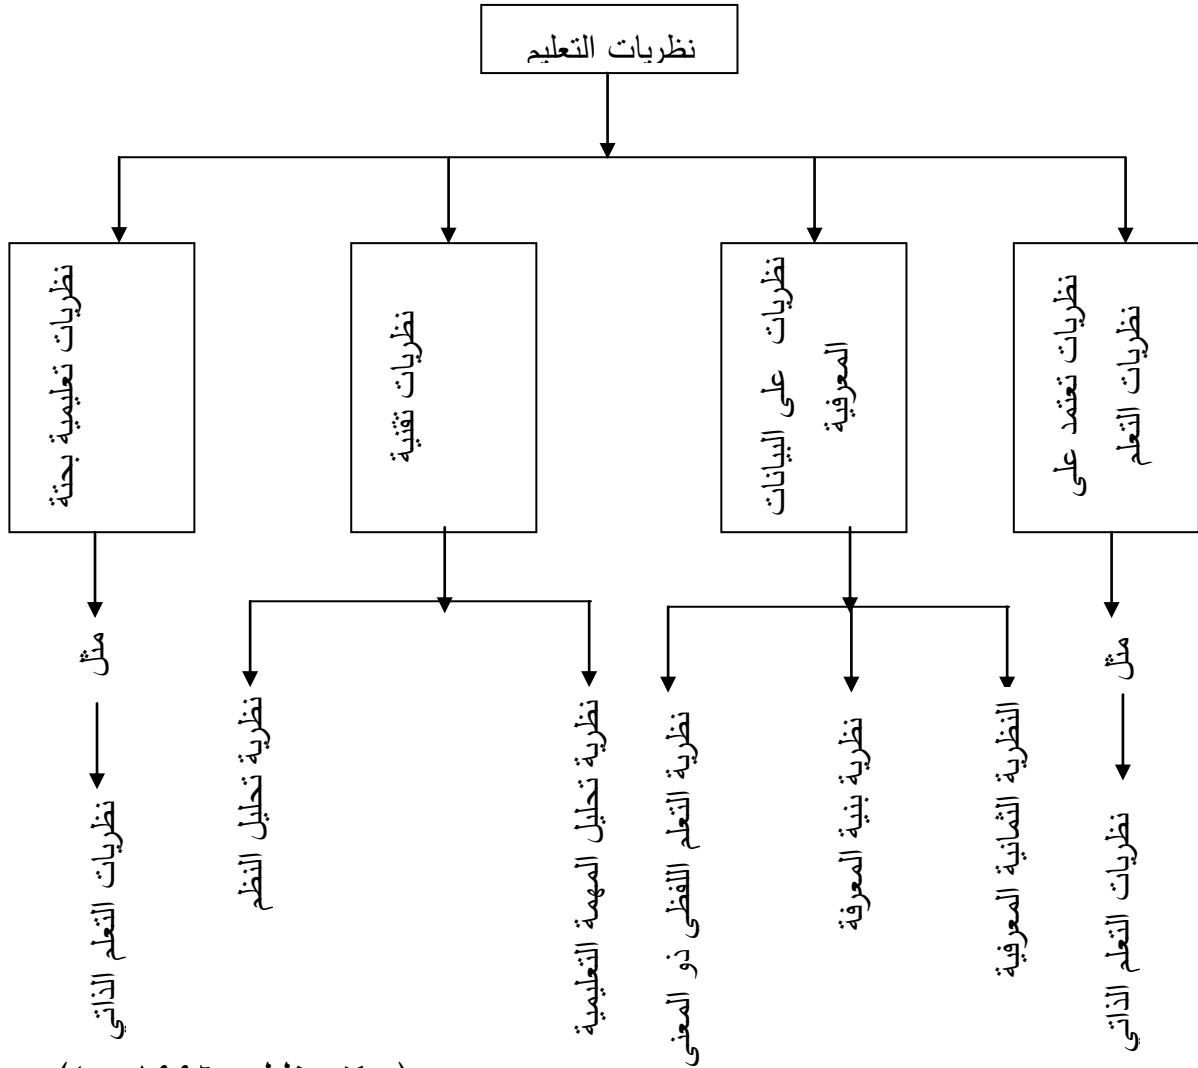 نظريات التعليم
نظريات تعتمد على
نظريات التعلم
نظريات على البيانات
المعرفية
نظريات تقنية
نظريات تعليمية بحتة
مثل
مثل
نظريات التعلم الذاتي
النظرية الثمانية المعرفية
نظرية بنية المعرفة
نظرية التعلم اللفظى ذو المعنى
نظرية تحليل المهمة التعليمية
نظرية تحليل النظم
نظريات التعلم الذاتي